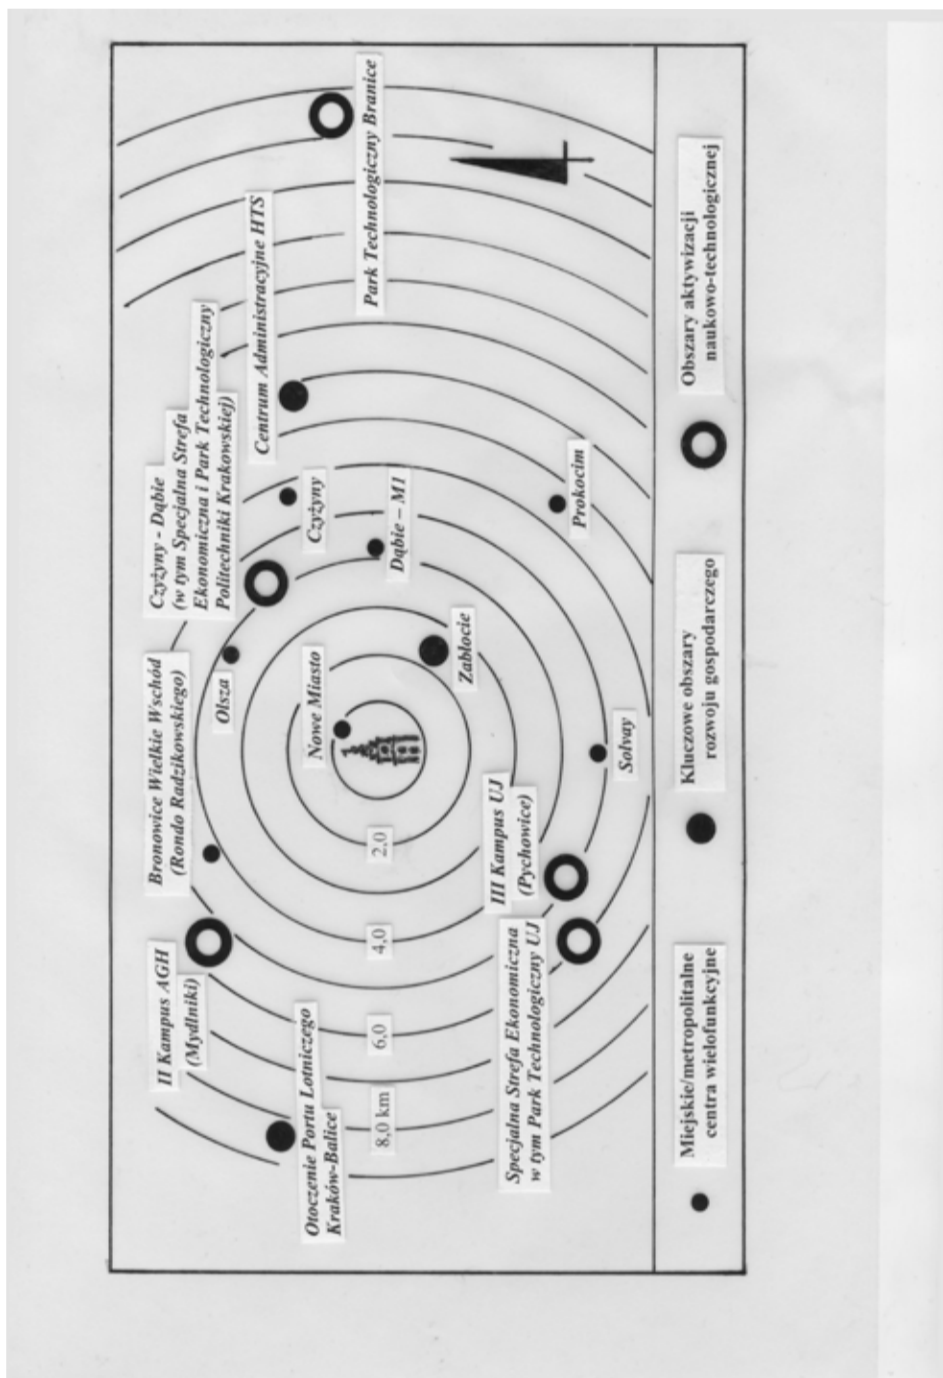 II Kampus AGH
(Mydlniki)
Bronowice Wielkie Wschód
(Rondo Radzikowskiego)
Czyżyny - Dąbie
(w tym Specjalna Strefa
Ekonomiczna i Park Technologiczny
Politechniki Krakowskiej)
Olsza
Centrum Administracyjne HTS
Czyżyny
Nowe Miasto
Otoczenie Portu Lotniczego
Kraków-Balice
Park Technologiczny Branice
8,0 km
6,0
4,0
2,0
Dąbie – M1
Zabłocie
III Kampus UJ
(Pychowice)
Specjalna Strefa Ekonomiczna
w tym Park Technologiczny UJ
Prokocim
Solvay
Miejskie/metropolitalne
centra wielofunkcyjne
Kluczowe obszary
rozwoju gospodarczego
Obszary aktywizacji
naukowo-technologicznej